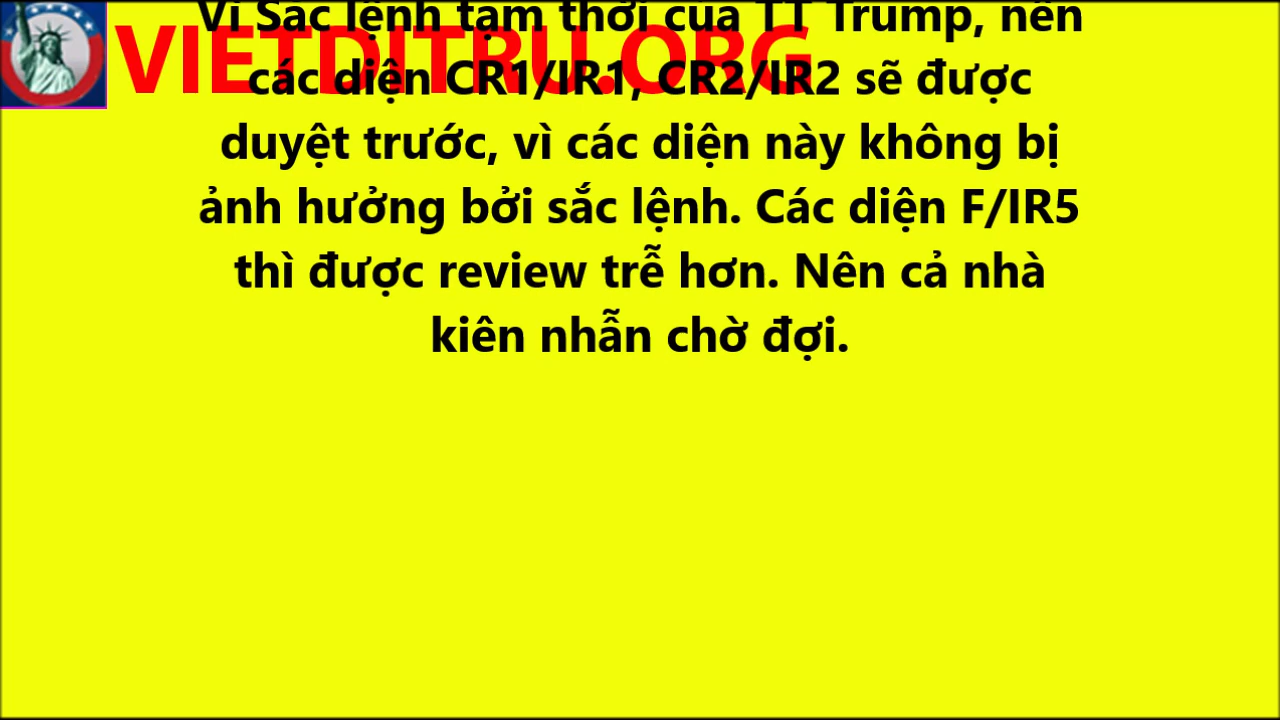 Vì Sắc lệnh tạm thời của TT Trump, nên
VIETDITRU.ORG
các diện CR1/IR1, CR2/IR2 sẽ được
duyệt trước, vì các diện này không bị
ảnh hưởng bởi sắc lệnh. Các diện F/IR5
thì được review trễ hơn. Nên cả nhà
kiên nhẫn chờ đợi.